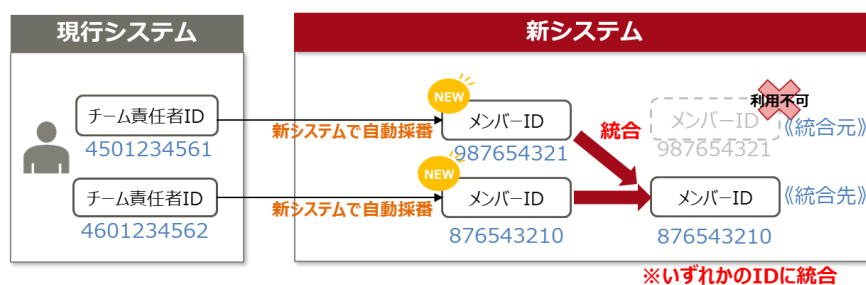 現行システム
新システム
チーム責任者ID
4501234561
新システムで自動採番
NEW
メンバーID
987654321
統合
利用不可
メンバーID
987654321
《統合元》
チーム責任者ID
4601234562
新システムで自動採番
NEW
メンバーID
876543210
メンバーID
876543210
《統合先》
※いずれかのIDに統合